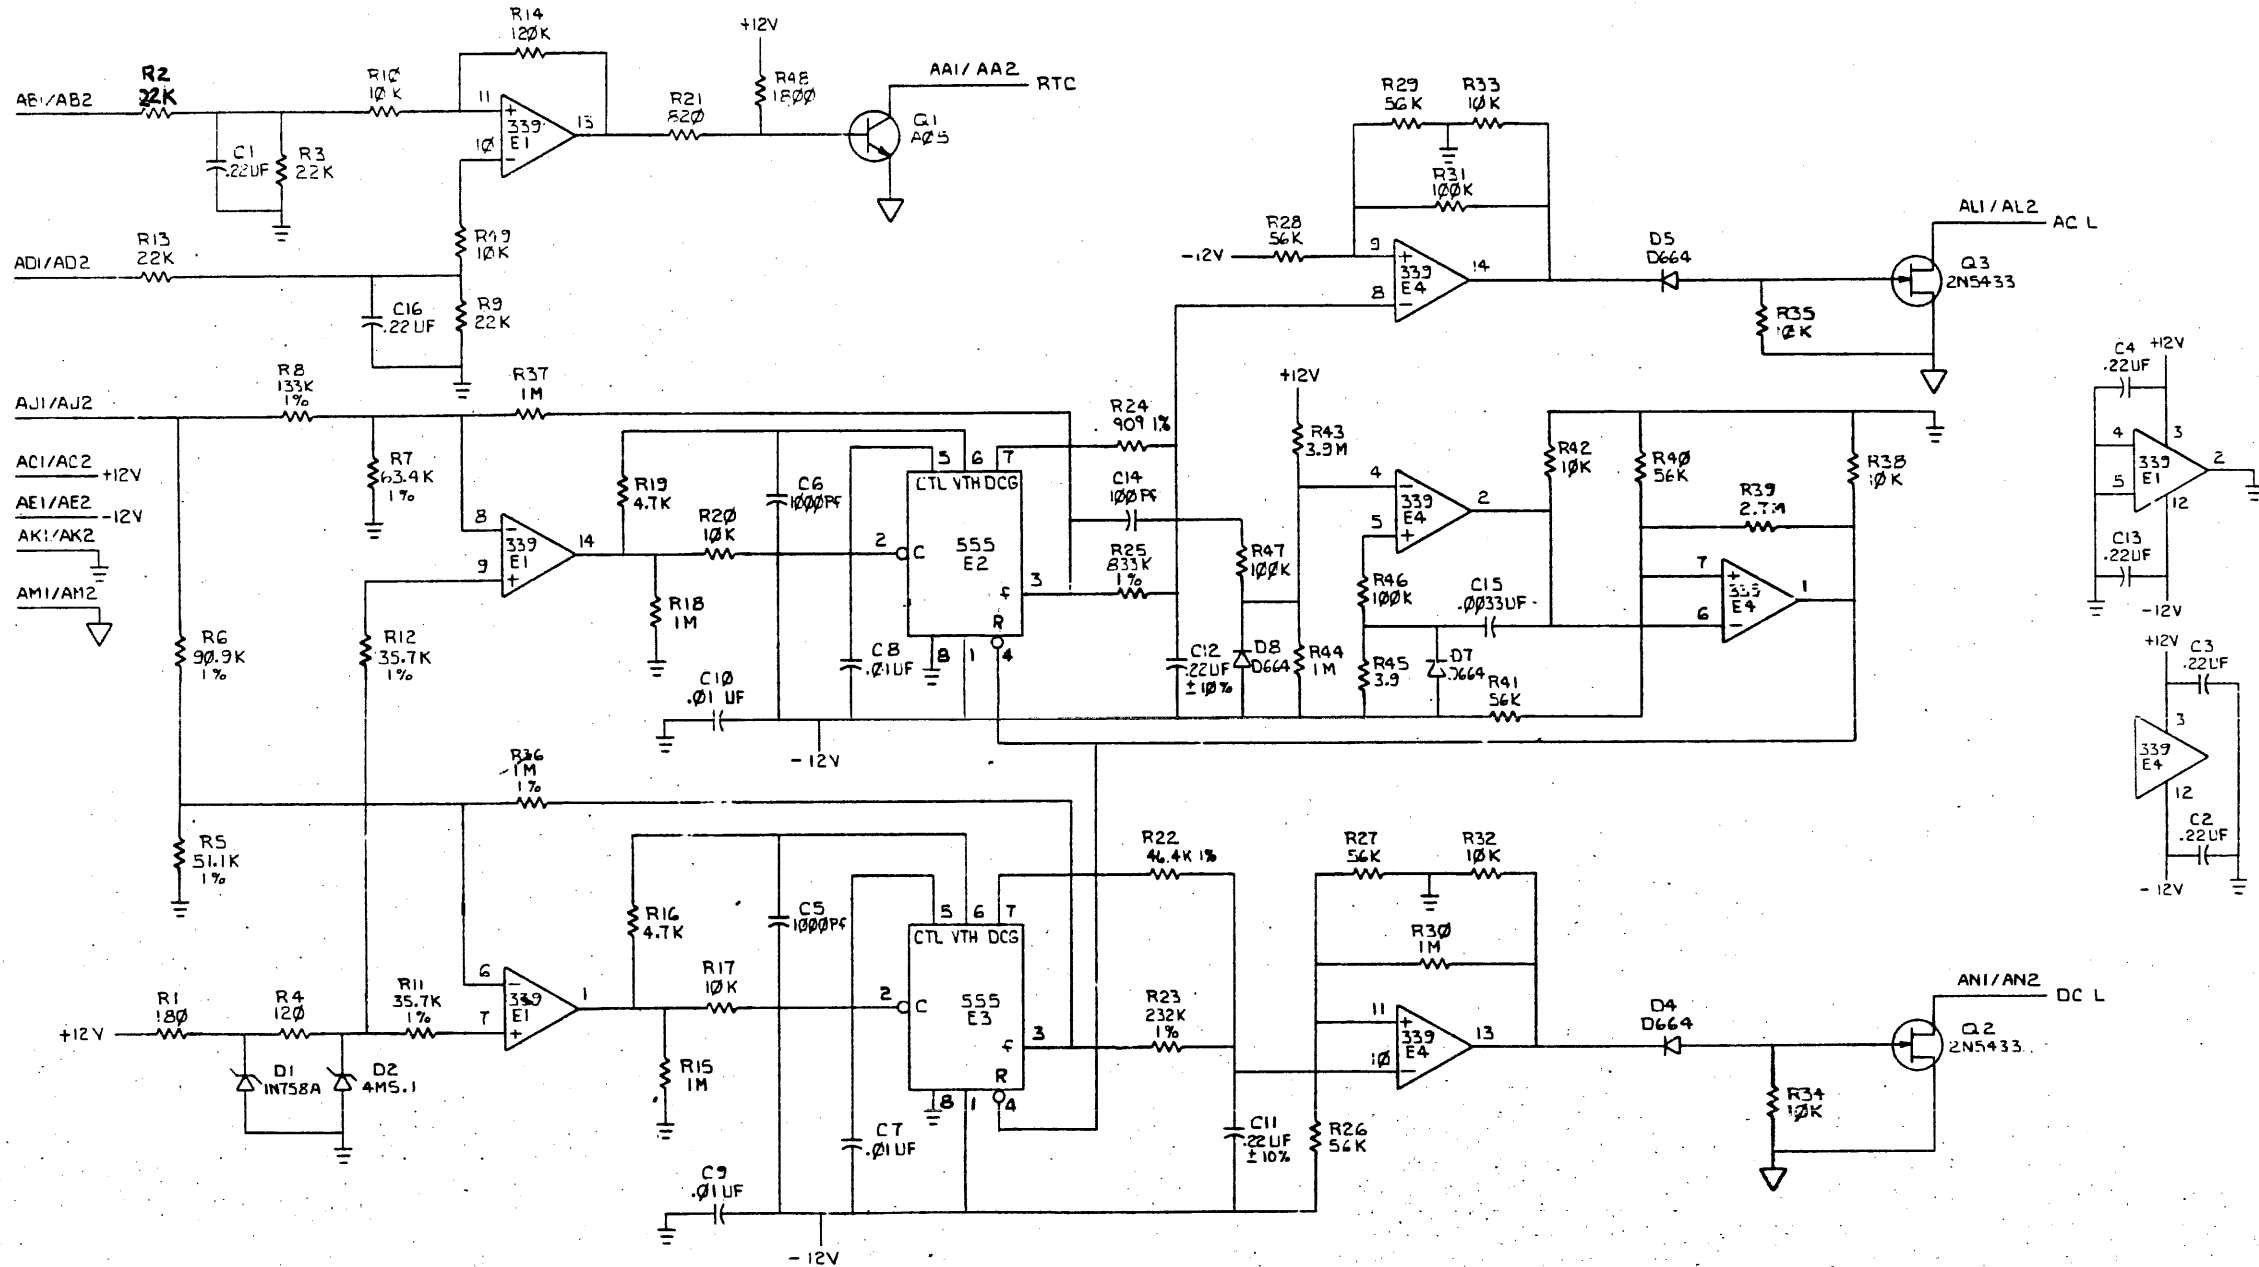 R14
120K
+12V
R2
22K
R10
10K
AB1/AB2
11
+
339
E1
10
-
13
R21
820
R48
1800
AA1/AA2
RTC
Q1
A05
C1
.22UF
R3
22K
R49
10K
R13
22K
AD1/AD2
C16
.22UF
R9
22K
R29
56K
R33
10K
R31
100K
R28
56K
-12V
9
+
339
E4
8
-
14
D5
D664
AL1/AL2
AC L
Q3
2N5433
R35
10K
R8
133K
1%
R37
1M
AJ1/AJ2
R7
63.4K
1%
AC1/AC2
+12V
AE1/AE2
-12V
AK1/AK2
AM1/AM2
8
-
339
E1
9
+
14
R19
4.7K
R20
10K
R18
1M
C6
1000Pf
C8
.01UF
C10
.01 UF
5 6 7
CTL VTH DCG
2
C
555
E2
f
3
R
8 1 4
R24
909 1%
C14
100Pf
R25
833K
1%
C12
.22UF
±10%
R47
100K
D8
D664
+12V
R43
3.9M
R44
1M
4
-
339
E4
5
+
2
R46
100K
R45
3.9
C15
.0033UF
D7
D664
R41
56K
R42
10K
R40
56K
R39
2.7M
R38
10K
7
+
339
E4
6
-
1
-12V
R6
90.9K
1%
R12
35.7K
1%
R36
1M
1%
R5
51.1K
1%
+12V
R1
180
R4
120
R11
35.7K
1%
D1
1N758A
D2
4M5.1
6
-
339
E1
7
+
1
R16
4.7K
R17
10K
R15
1M
C5
1000Pf
C7
.01UF
C9
.01UF
5 6 7
CTL VTH DCG
2
C
555
E3
f
3
R
8 1 4
-12V
R22
46.4K 1%
R23
232K
1%
C11
.22UF
±10%
R27
56K
R32
10K
R30
1M
R26
56K
11
+
339
E4
10
-
13
D4
D664
AN1/AN2
DC L
Q2
2N5433
R34
10K
C4
.22UF
+12V
4
5
3
339
E1
2
12
C13
.22UF
-12V
+12V
C3
.22UF
3
339
E4
12
C2
.22UF
-12V